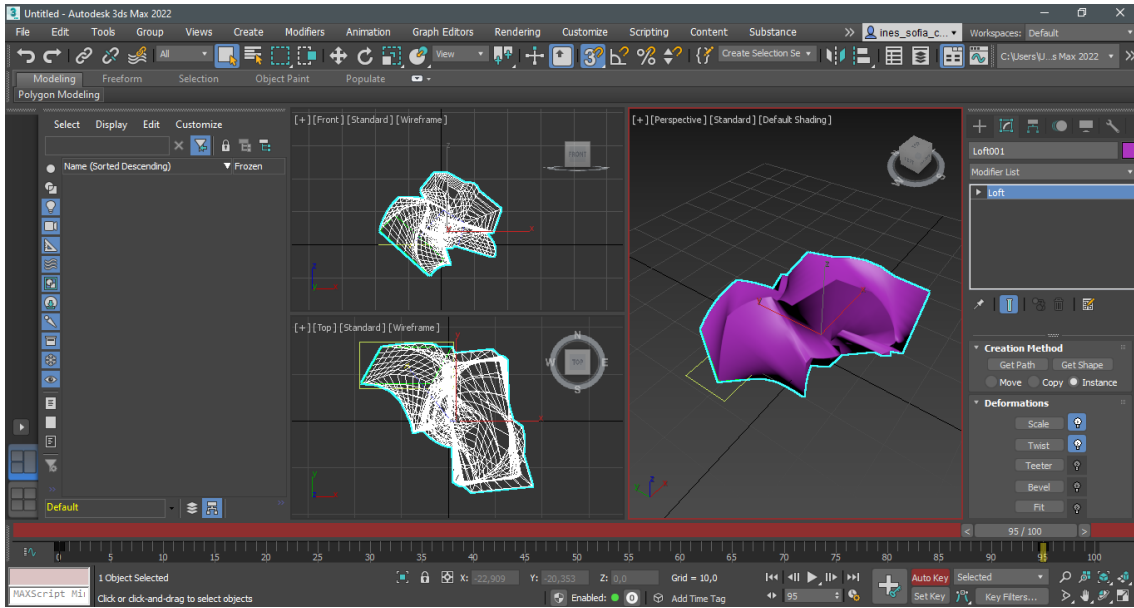 Untitled - Autodesk 3ds Max 2022
File Edit Tools Group Views Create Modifiers Animation Graph Editors Rendering Customize Scripting Content Substance ines_sofia_c... Workspaces: Default
All View Create Selection Se C:\Users\U...s Max 2022
Modeling Freeform Selection Object Paint Populate
Polygon Modeling
Select Display Edit Customize
Name (Sorted Descending) Frozen
Default
[+] [Front] [Standard] [Wireframe]
FRONT
[+] [Top] [Standard] [Wireframe]
N
W TOP E
S
[+] [Perspective] [Standard] [Default Shading]
Loft001
Modifier List
Loft
Creation Method
Get Path Get Shape
Move Copy Instance
Deformations
Scale
Twist
Teeter
Bevel
Fit
95 / 100
0 5 10 15 20 25 30 35 40 45 50 55 60 65 70 75 80 85 90 95 100
1 Object Selected X: -22,909 Y: -20,353 Z: 0,0 Grid = 10,0 Auto Key Selected
MAXScript Mi Click or click-and-drag to select objects Enabled: 0 Add Time Tag 95 Set Key Key Filters...